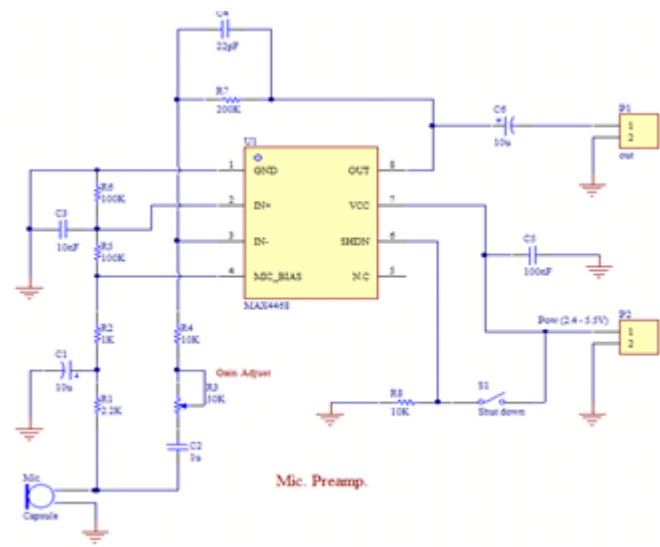 C4
22pF
R7
200K
C6
10u
P1
1
2
out
U1
1 GND OUT 8
2 IN+ VCC 7
3 IN- SHDN 6
4 MIC_BIAS N.C 5
MAX4468
R6
100K
C3
10nF
R5
100K
C5
100nF
R2
1K
R4
10K
Pow (2.4 - 5.5V)
P2
1
2
C1
10u
Gain Adjust
R3
50K
R1
2.2K
R8
10K
S1
Shut down
C2
1u
Mic
Capsule
Mic. Preamp.